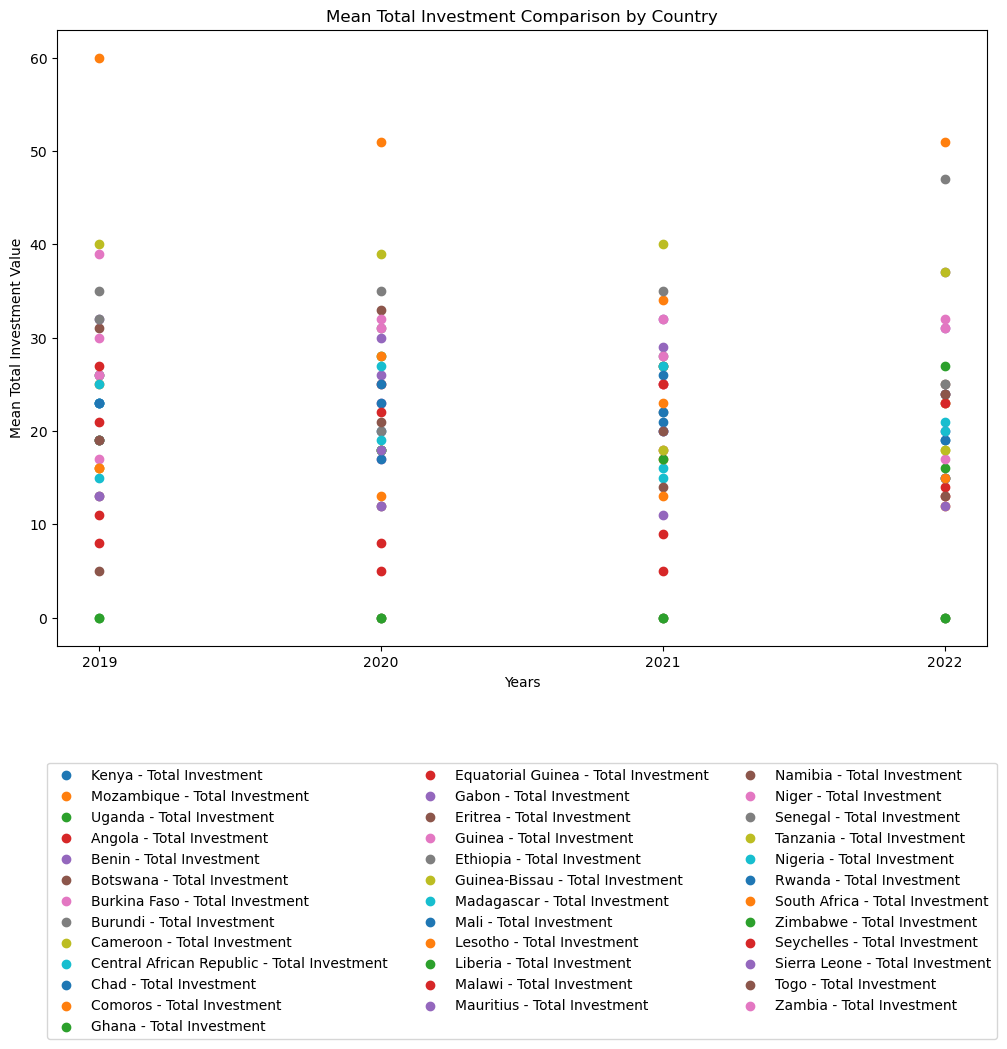 Mean Total Investment Comparison by Country
60
50
40
30
20
10
0
Mean Total Investment Value
2019 2020 2021 2022
Years
Kenya - Total Investment
Mozambique - Total Investment
Uganda - Total Investment
Angola - Total Investment
Benin - Total Investment
Botswana - Total Investment
Burkina Faso - Total Investment
Burundi - Total Investment
Cameroon - Total Investment
Central African Republic - Total Investment
Chad - Total Investment
Comoros - Total Investment
Ghana - Total Investment
Equatorial Guinea - Total Investment
Gabon - Total Investment
Eritrea - Total Investment
Guinea - Total Investment
Ethiopia - Total Investment
Guinea-Bissau - Total Investment
Madagascar - Total Investment
Mali - Total Investment
Lesotho - Total Investment
Liberia - Total Investment
Malawi - Total Investment
Mauritius - Total Investment
Namibia - Total Investment
Niger - Total Investment
Senegal - Total Investment
Tanzania - Total Investment
Nigeria - Total Investment
Rwanda - Total Investment
South Africa - Total Investment
Zimbabwe - Total Investment
Seychelles - Total Investment
Sierra Leone - Total Investment
Togo - Total Investment
Zambia - Total Investment